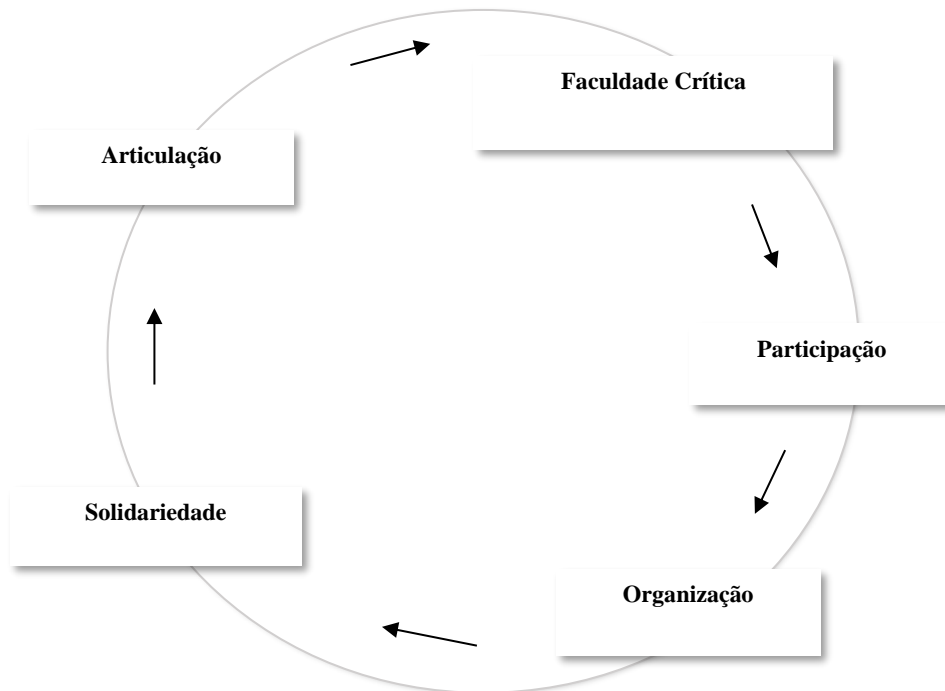 Faculdade Crítica
Articulação
Participação
Solidariedade
Organização